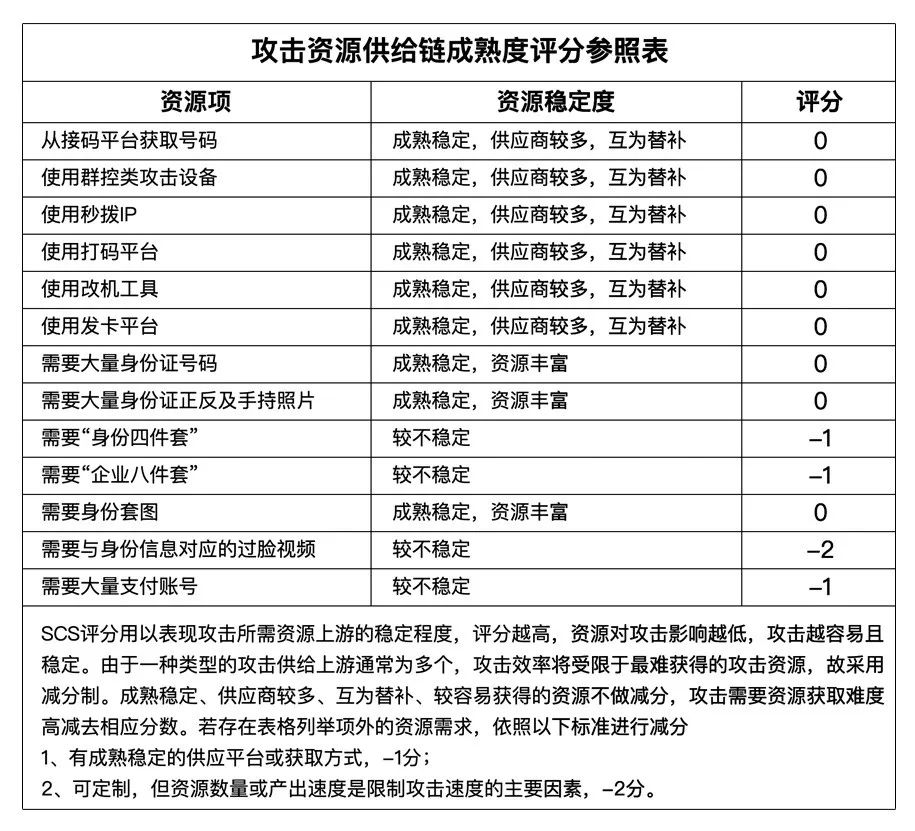 攻击资源供给链成熟度评分参照表
资源项 资源稳定度 评分
从接码平台获取号码 成熟稳定，供应商较多，互为替补 0
使用群控类攻击设备 成熟稳定，供应商较多，互为替补 0
使用秒拨IP 成熟稳定，供应商较多，互为替补 0
使用打码平台 成熟稳定，供应商较多，互为替补 0
使用改机工具 成熟稳定，供应商较多，互为替补 0
使用发卡平台 成熟稳定，供应商较多，互为替补 0
需要大量身份证号码 成熟稳定，资源丰富 0
需要大量身份证正反及手持照片 成熟稳定，资源丰富 0
需要“身份四件套” 较不稳定 -1
需要“企业八件套” 较不稳定 -1
需要身份套图 成熟稳定，资源丰富 0
需要与身份信息对应的过脸视频 较不稳定 -2
需要大量支付账号 较不稳定 -1
SCS评分用以表现攻击所需资源上游的稳定程度，评分越高，资源对攻击影响越低，攻击越容易且
稳定。由于一种类型的攻击供给上游通常为多个，攻击效率将受限于最难获得的攻击资源，故采用
减分制。成熟稳定、供应商较多、互为替补、较容易获得的资源不做减分，攻击需要资源获取难度
高减去相应分数。若存在表格列举项外的资源需求，依照以下标准进行减分
1、有成熟稳定的供应平台或获取方式，-1分；
2、可定制，但资源数量或产出速度是限制攻击速度的主要因素，-2分。